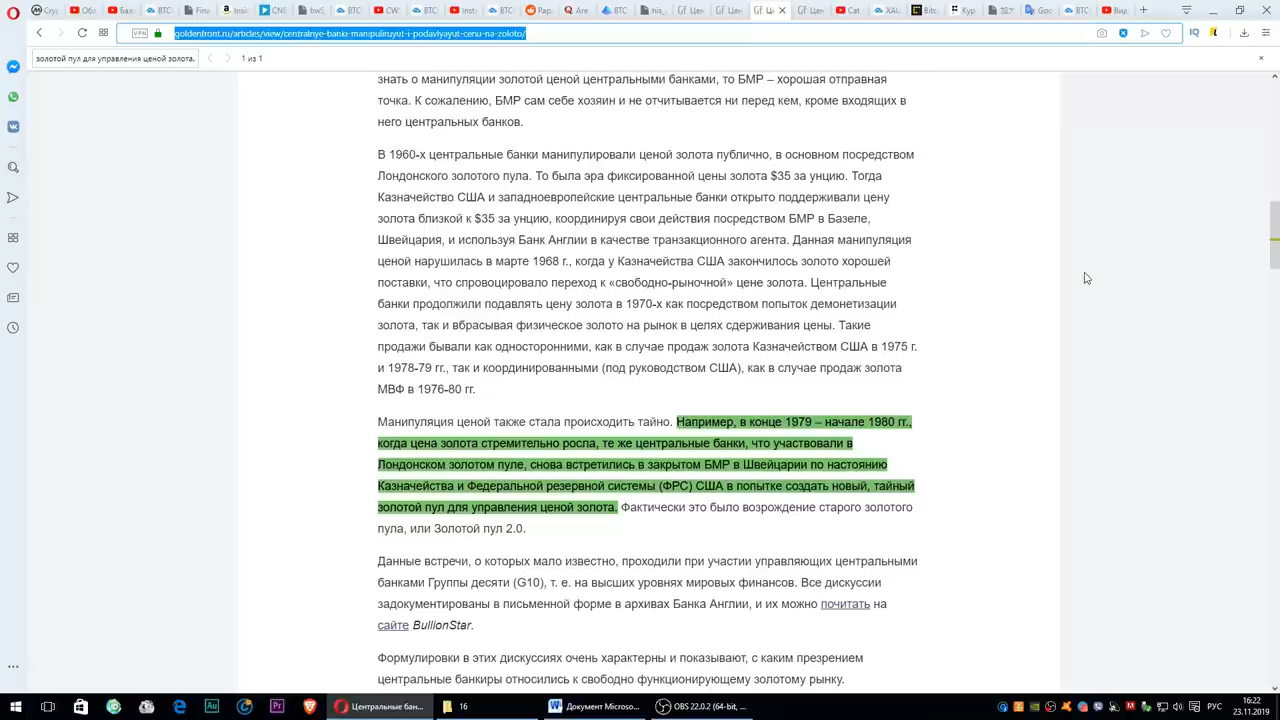 goldenfront.ru/articles/view/centralnye-banki-manipuliruyut-i-podavlyayut-cenu-na-zoloto/
золотой пул для управления ценой золота.
1 из 1
знать о манипуляции золотой ценой центральными банками, то БМР – хорошая отправная
точка. К сожалению, БМР сам себе хозяин и не отчитывается ни перед кем, кроме входящих в
него центральных банков.
В 1960-х центральные банки манипулировали ценой золота публично, в основном посредством
Лондонского золотого пула. То была эра фиксированной цены золота $35 за унцию. Тогда
Казначейство США и западноевропейские центральные банки открыто поддерживали цену
золота близкой к $35 за унцию, координируя свои действия посредством БМР в Базеле,
Швейцария, и используя Банк Англии в качестве транзакционного агента. Данная манипуляция
ценой нарушилась в марте 1968 г., когда у Казначейства США закончилось золото хорошей
поставки, что спровоцировало переход к «свободно-рыночной» цене золота. Центральные
банки продолжили подавлять цену золота в 1970-х как посредством попыток демонетизации
золота, так и вбрасывая физическое золото на рынок в целях сдерживания цены. Такие
продажи бывали как односторонними, как в случае продаж золота Казначейством США в 1975 г.
и 1978-79 гг., так и координированными (под руководством США), как в случае продаж золота
МВФ в 1976-80 гг.
Манипуляция ценой также стала происходить тайно. Например, в конце 1979 – начале 1980 гг.,
когда цена золота стремительно росла, те же центральные банки, что участвовали в
Лондонском золотом пуле, снова встретились в закрытом БМР в Швейцарии по настоянию
Казначейства и Федеральной резервной системы (ФРС) США в попытке создать новый, тайный
золотой пул для управления ценой золота. Фактически это было возрождение старого золотого
пула, или Золотой пул 2.0.
Данные встречи, о которых мало известно, проходили при участии управляющих центральными
банками Группы десяти (G10), т. е. на высших уровнях мировых финансов. Все дискуссии
задокументированы в письменной форме в архивах Банка Англии, и их можно почитать на
сайте BullionStar.
Формулировки в этих дискуссиях очень характерны и показывают, с каким презрением
центральные банкиры относились к свободно функционирующему золотому рынку.
Центральные бан...
16
Документ Microso...
OBS 22.0.2 (64-bit, ...
РУС
16:22
23.11.2019